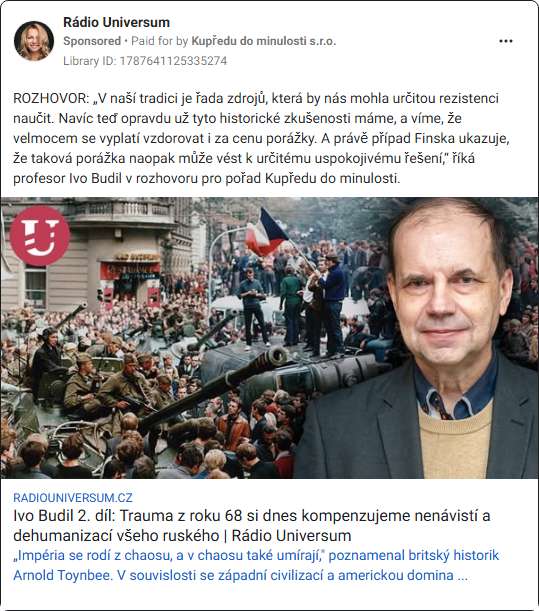 Rádio Universum
Sponsored • Paid for by Kupředu do minulosti s.r.o.
Library ID: 1787641125335274
ROZHOVOR: „V naší tradici je řada zdrojů, která by nás mohla určitou rezistenci
naučit. Navíc teď opravdu už tyto historické zkušenosti máme, a víme, že
velmocem se vyplatí vzdorovat i za cenu porážky. A právě případ Finska ukazuje,
že taková porážka naopak může vést k určitému uspokojivému řešení,“ říká
profesor Ivo Budil v rozhovoru pro pořad Kupředu do minulosti.
U
RADIOUNIVERSUM.CZ
Ivo Budil 2. díl: Trauma z roku 68 si dnes kompenzujeme nenávistí a
dehumanizací všeho ruského | Rádio Universum
„Impéria se rodí z chaosu, a v chaosu také umírají," poznamenal britský historik
Arnold Toynbee. V souvislosti se západní civilizací a americkou domina ...